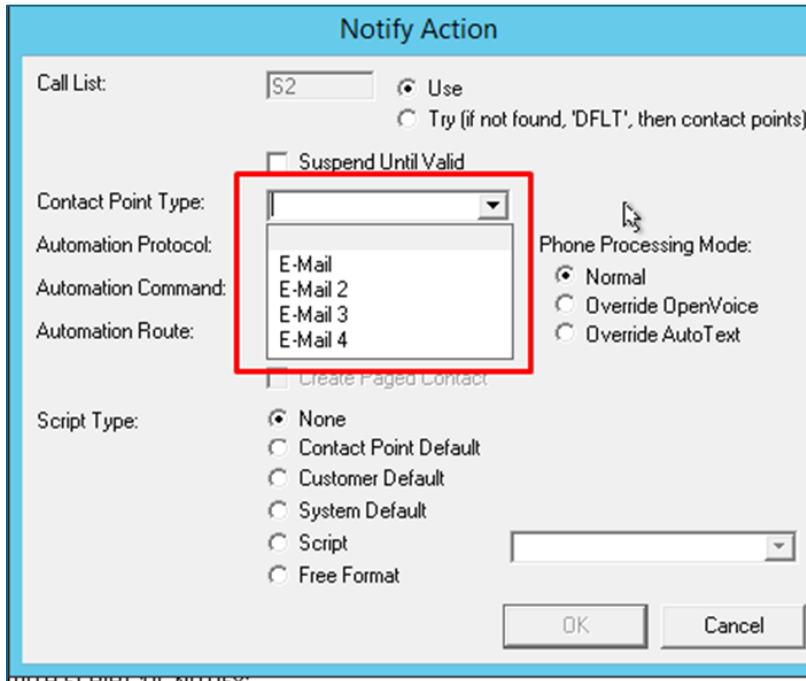 Notify Action
Call List:
S2
Use
Try (if not found, 'DFLT', then contact points)
Suspend Until Valid
Contact Point Type:
Automation Protocol:
Automation Command:
Automation Route:
E-Mail
E-Mail 2
E-Mail 3
E-Mail 4
Phone Processing Mode:
Normal
Override OpenVoice
Override AutoText
Create Paged Contact
Script Type:
None
Contact Point Default
Customer Default
System Default
Script
Free Format
OK
Cancel